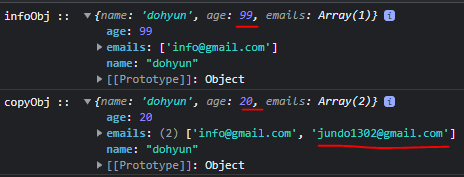 infoObj :: ▼{name: 'dohyun', age: 99, emails: Array(1)} i
age: 99
▶ emails: ['info@gmail.com']
name: "dohyun"
▶ [[Prototype]]: Object
copyObj :: ▼{name: 'dohyun', age: 20, emails: Array(2)} i
age: 20
▶ emails: (2) ['info@gmail.com', 'jundo1302@gmail.com']
name: "dohyun"
▶ [[Prototype]]: Object